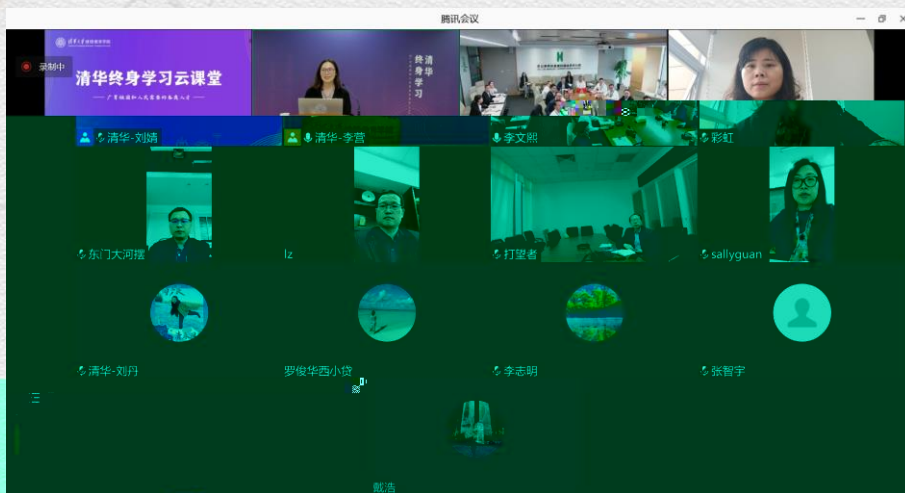 腾讯会议
录制中
清华终身学习云课堂
清华
终身学习
清华-刘婧
清华-李营
李文熙
彩虹
东门大河摆
lz
打望者
sallyguan
清华-刘丹
罗俊华西小贷
李志明
张智宇
戴浩